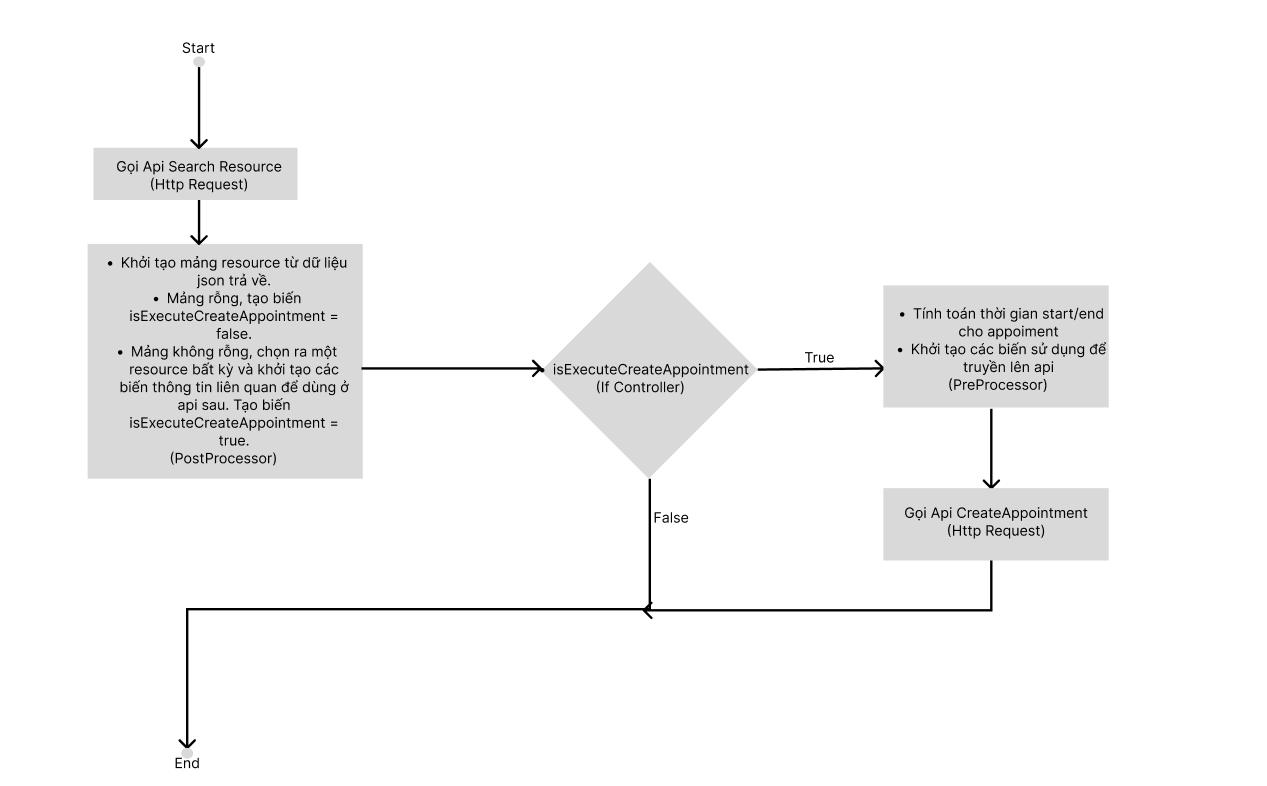 Start
Gọi Api Search Resource
(Http Request)
• Khởi tạo mảng resource từ dữ liệu
json trả về.
• Mảng rỗng, tạo biến
isExecuteCreateAppointment =
false.
• Mảng không rỗng, chọn ra một
resource bất kỳ và khởi tạo các
biến thông tin liên quan để dùng ở
api sau. Tạo biến
isExecuteCreateAppointment =
true.
(PostProcessor)
isExecuteCreateAppointment
(If Controller)
True
• Tính toán thời gian start/end
cho appoiment
• Khởi tạo các biến sử dụng để
truyền lên api
(PreProcessor)
Gọi Api CreateAppointment
(Http Request)
False
End